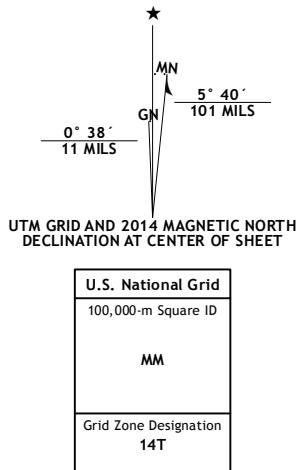 MN
GN
5° 40´
101 MILS
0° 38´
11 MILS
UTM GRID AND 2014 MAGNETIC NORTH
DECLINATION AT CENTER OF SHEET
U.S. National Grid
100,000-m Square ID
MM
Grid Zone Designation
14T